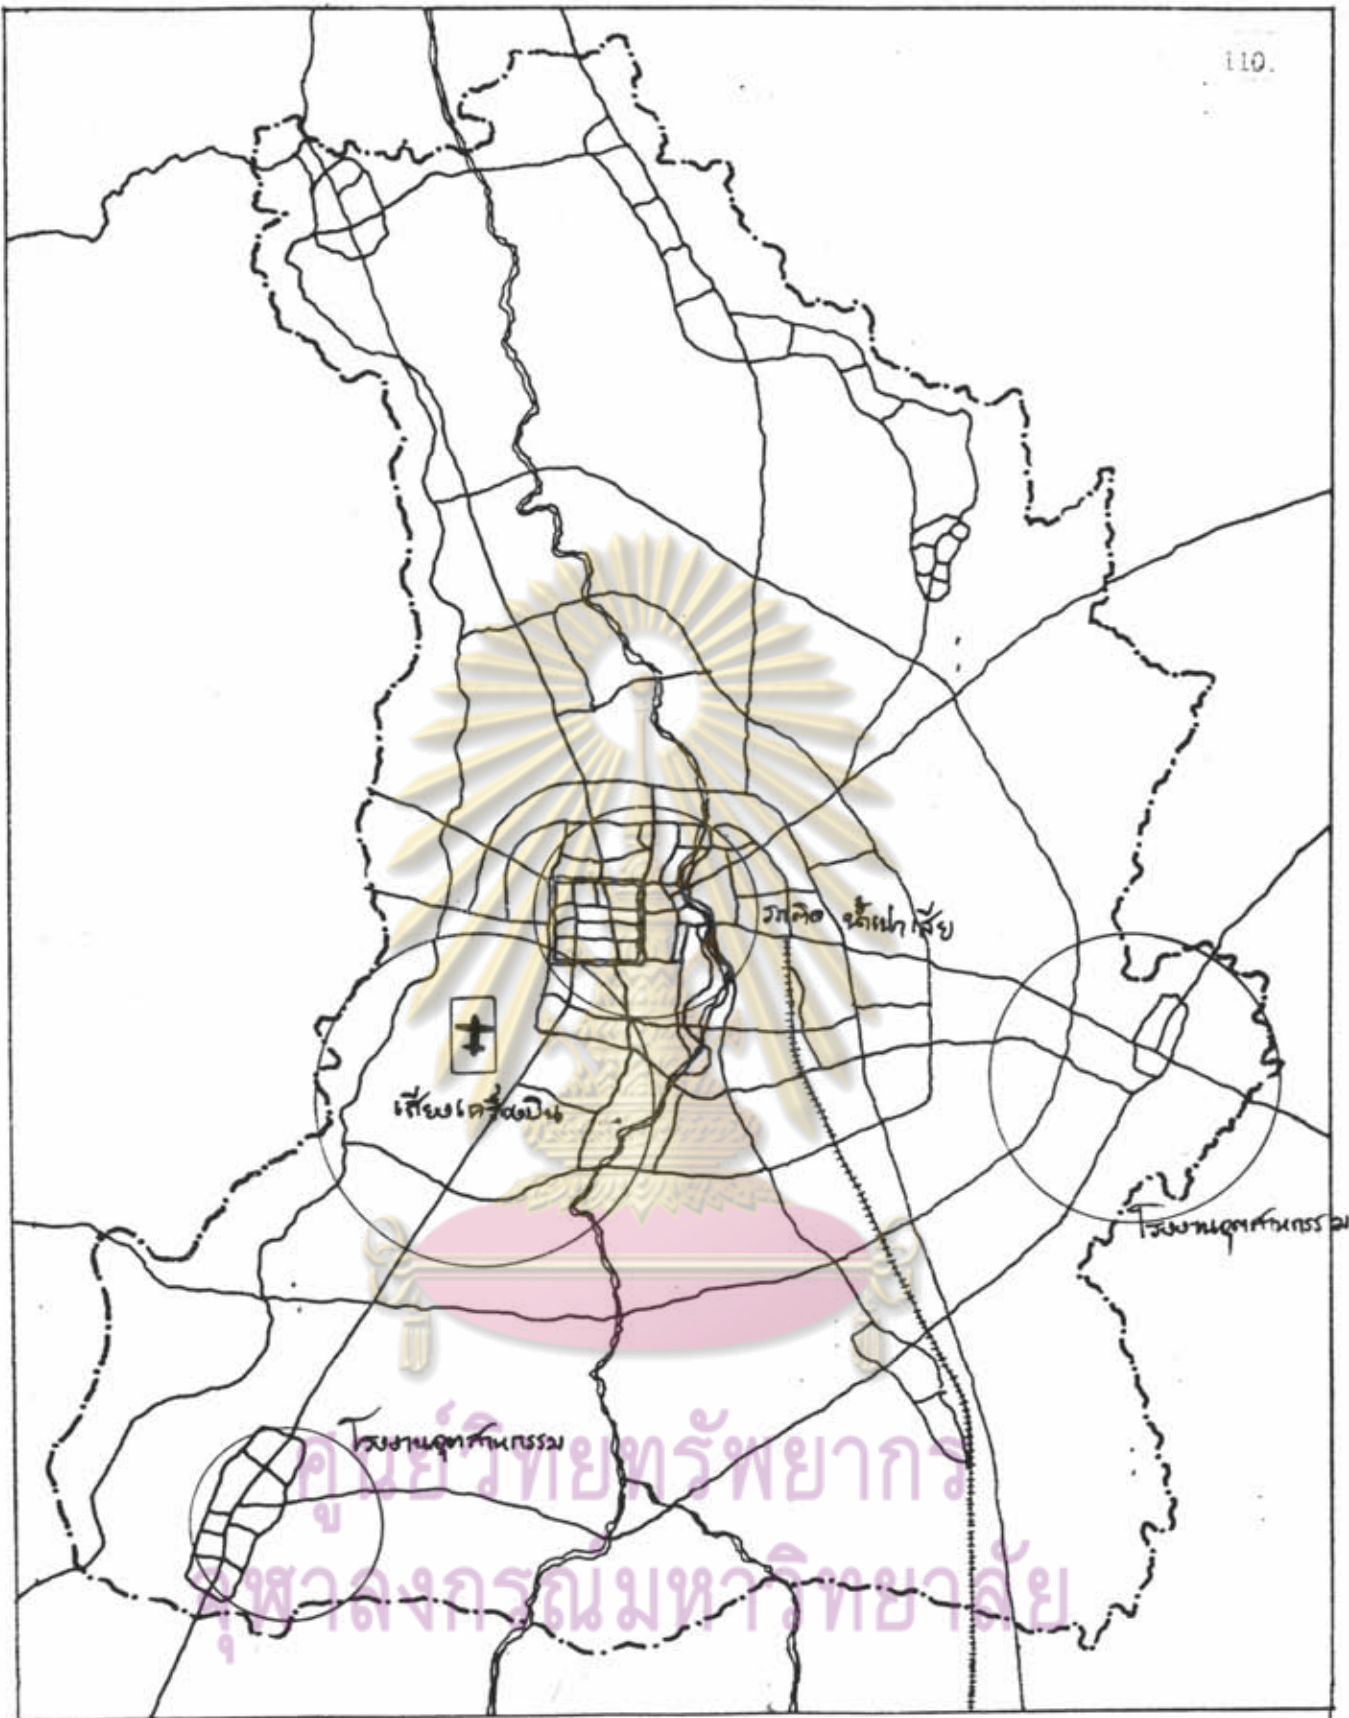 110.
รถติด น้ำเน่าเสีย
เสียงเครื่องบิน
โรงงานอุตสาหกรรม
โรงงานอุตสาหกรรม
ศูนย์วิทยทรัพยากร
จุฬาลงกรณ์มหาวิทยาลัย